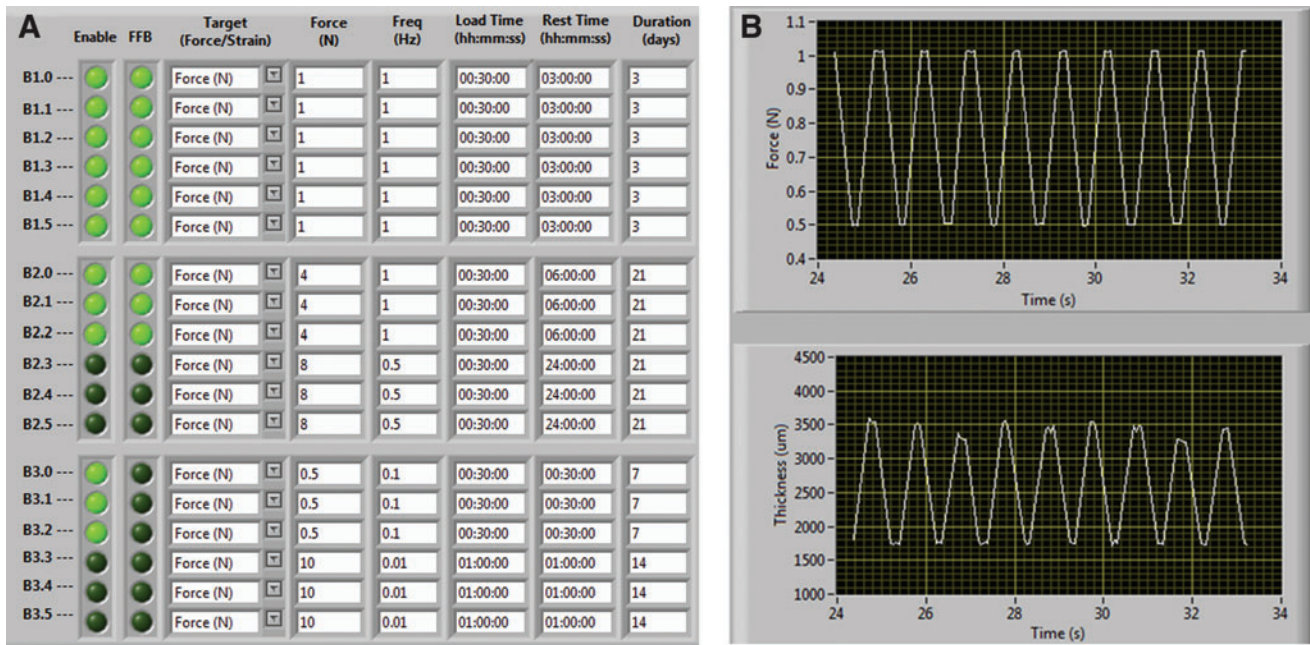 A
Enable FFB Target (Force/Strain) Force (N) Freq (Hz) Load Time (hh:mm:ss) Rest Time (hh:mm:ss) Duration (days)
B1.0 --- Force (N) 1 1 00:30:00 03:00:00 3
B1.1 --- Force (N) 1 1 00:30:00 03:00:00 3
B1.2 --- Force (N) 1 1 00:30:00 03:00:00 3
B1.3 --- Force (N) 1 1 00:30:00 03:00:00 3
B1.4 --- Force (N) 1 1 00:30:00 03:00:00 3
B1.5 --- Force (N) 1 1 00:30:00 03:00:00 3
B2.0 --- Force (N) 4 1 00:30:00 06:00:00 21
B2.1 --- Force (N) 4 1 00:30:00 06:00:00 21
B2.2 --- Force (N) 4 1 00:30:00 06:00:00 21
B2.3 --- Force (N) 8 0.5 00:30:00 24:00:00 21
B2.4 --- Force (N) 8 0.5 00:30:00 24:00:00 21
B2.5 --- Force (N) 8 0.5 00:30:00 24:00:00 21
B3.0 --- Force (N) 0.5 0.1 00:30:00 00:30:00 7
B3.1 --- Force (N) 0.5 0.1 00:30:00 00:30:00 7
B3.2 --- Force (N) 0.5 0.1 00:30:00 00:30:00 7
B3.3 --- Force (N) 10 0.01 01:00:00 01:00:00 14
B3.4 --- Force (N) 10 0.01 01:00:00 01:00:00 14
B3.5 --- Force (N) 10 0.01 01:00:00 01:00:00 14
B
Force (N)
1.1
1
0.9
0.8
0.7
0.6
0.5
0.4
24 26 28 30 32 34
Time (s)
Thickness (um)
4500
4000
3500
3000
2500
2000
1500
1000
24 26 28 30 32 34
Time (s)